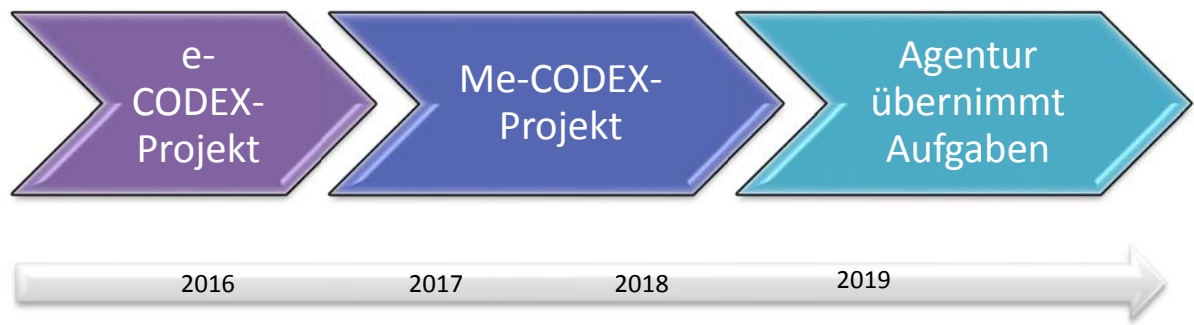 e-
CODEX-
Projekt
Me-CODEX-
Projekt
Agentur
übernimmt
Aufgaben
2016 2017 2018 2019